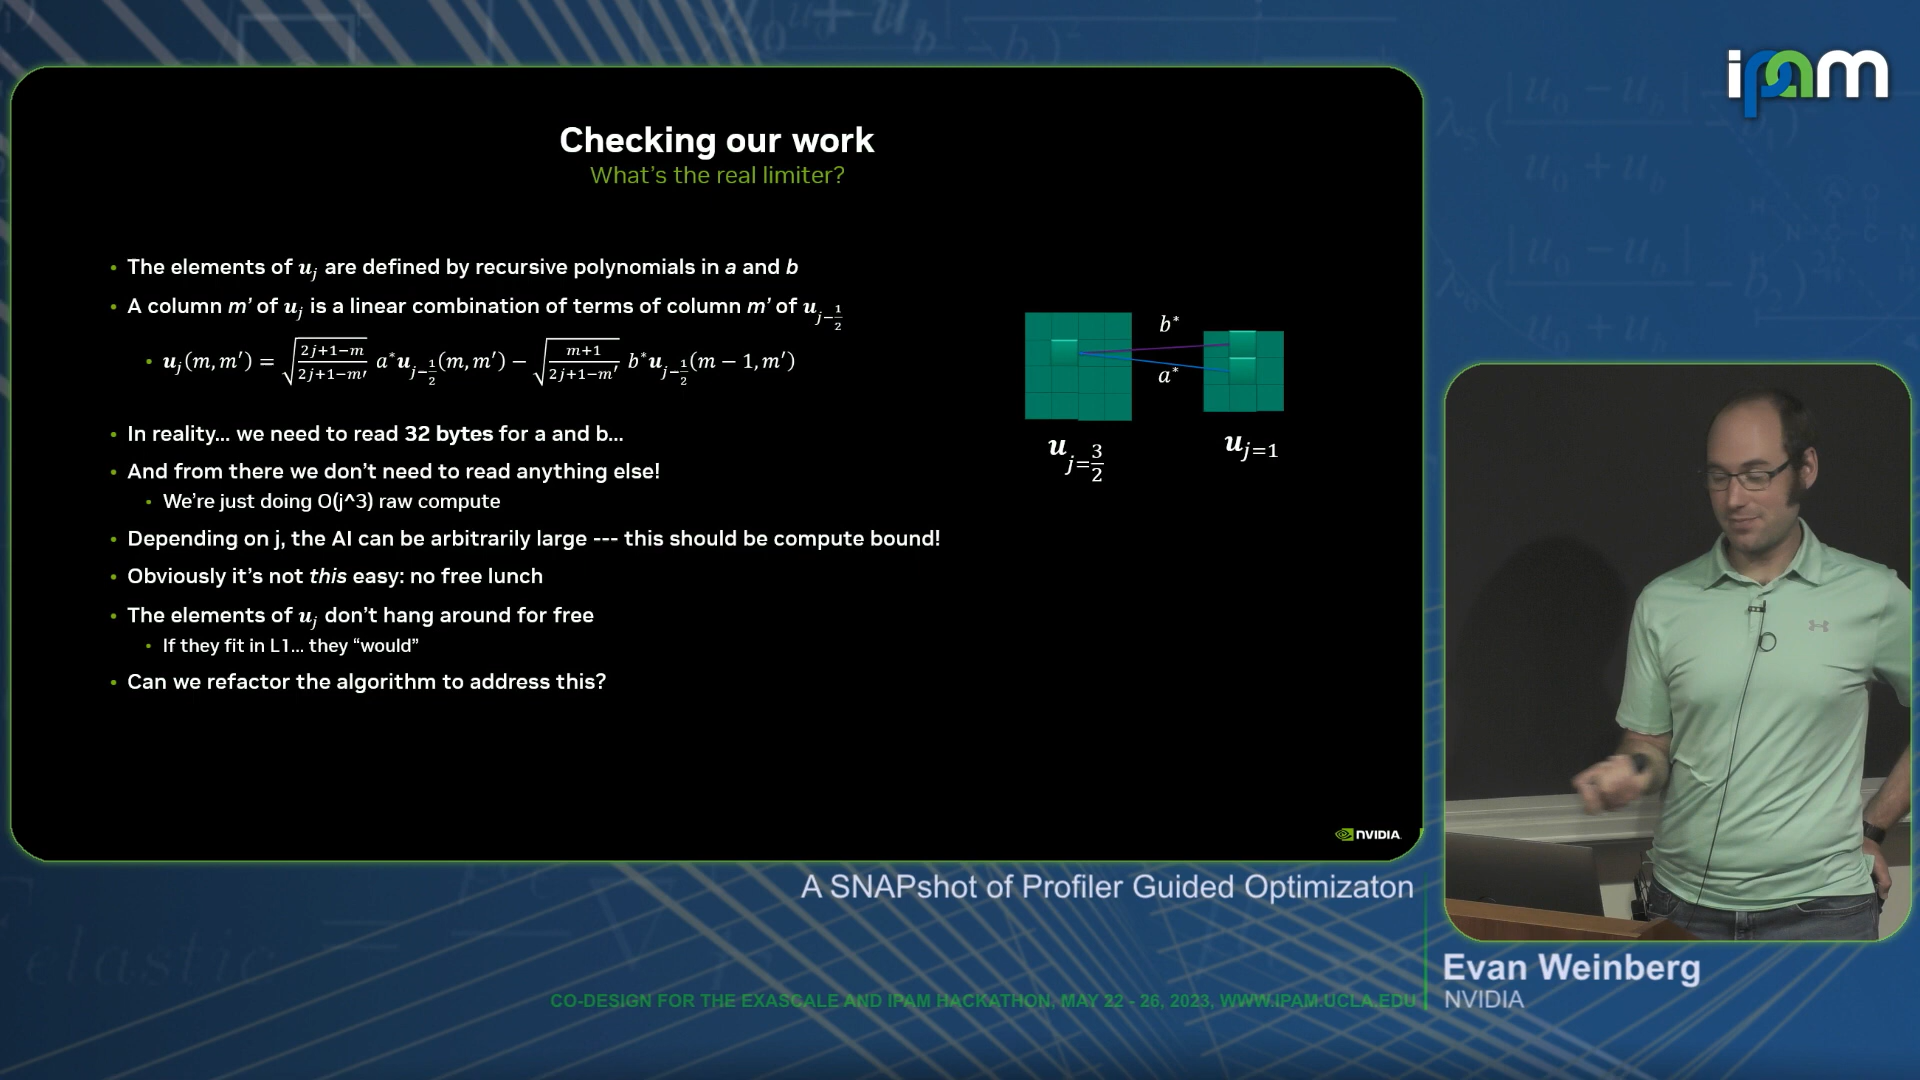 ipam
Checking our work
What's the real limiter?
• The elements of u_j are defined by recursive polynomials in a and b
• A column m' of u_j is a linear combination of terms of column m' of u_{j-1/2}
• u_j(m, m') = √((2j+1−m)/(2j+1−m')) a* u_{j-1/2}(m, m') − √((m+1)/(2j+1−m')) b* u_{j-1/2}(m − 1, m')
b*
a*
u_{j=3/2}
u_{j=1}
• In reality... we need to read 32 bytes for a and b...
• And from there we don't need to read anything else!
• We're just doing O(j^3) raw compute
• Depending on j, the AI can be arbitrarily large --- this should be compute bound!
• Obviously it's not this easy: no free lunch
• The elements of u_j don't hang around for free
• If they fit in L1... they “would”
• Can we refactor the algorithm to address this?
NVIDIA.
A SNAPshot of Profiler Guided Optimizaton
Evan Weinberg
NVIDIA
CO-DESIGN FOR THE EXASCALE AND IPAM HACKATHON, MAY 22 - 26, 2023, WWW.IPAM.UCLA.EDU
elastic